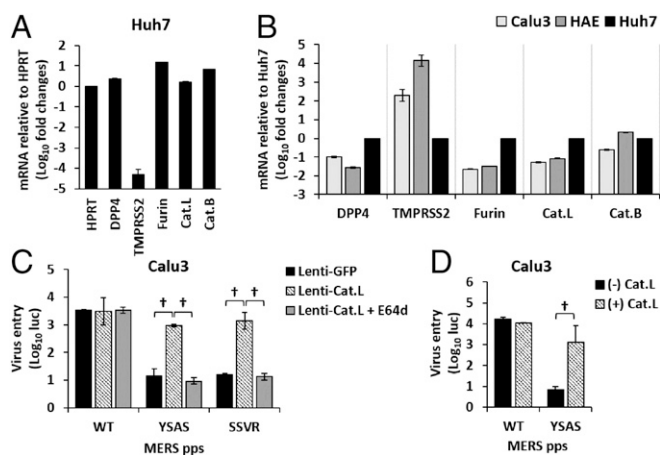 A
Huh7
mRNA relative to HPRT
(Log10 fold changes)
2
1
0
-1
-2
-3
-4
-5
HPRT
DPP4
TMPRSS2
Furin
Cat.L
Cat.B
B
Calu3 HAE Huh7
mRNA relative to Huh7
(Log10 fold changes)
5
4
3
2
1
0
-1
-2
-3
-4
-5
DPP4 TMPRSS2 Furin Cat.L Cat.B
C
Calu3
Lenti-GFP
Lenti-Cat.L
Lenti-Cat.L + E64d
Virus entry
(Log10 luc)
5
4
3
2
1
0
† †
† †
WT YSAS SSVR
MERS pps
D
Calu3
(-) Cat.L
(+) Cat.L
Virus entry
(Log10 luc)
6
5
4
3
2
1
0
†
WT YSAS
MERS pps